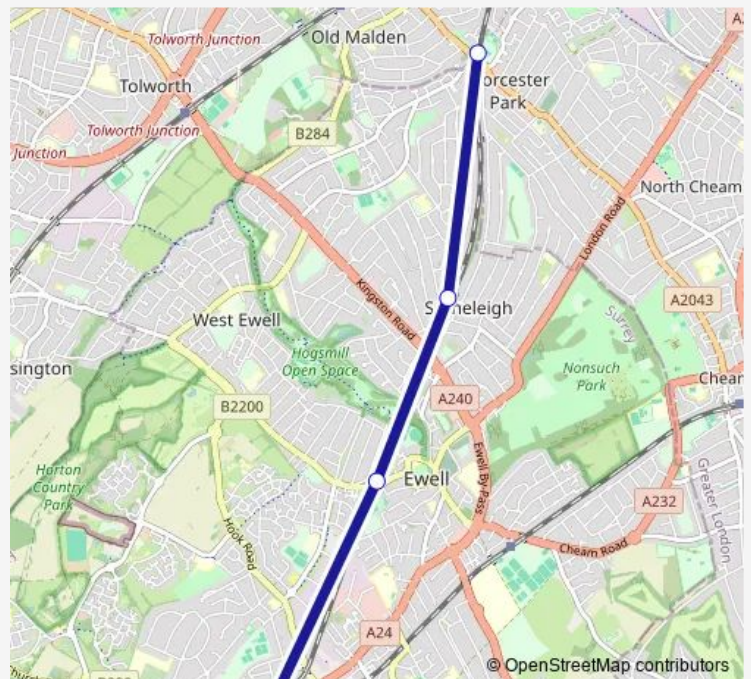 Tolworth Junction
Old Malden
Tolworth
orcester
Park
Tolworth Junction
B284
Junction
North Cheam
London Road
Kingston Road
A2043
S
neleigh
Surrey
West Ewell
Hogsmill
Open Space
Nonsuch
Park
sington
Chear
A240
B2200
Ewell By-Pass
Ewell
Horton
Country
Park
A232
Greater London
Hook Road
Cheam Road
A24
© OpenStreetMap contributors